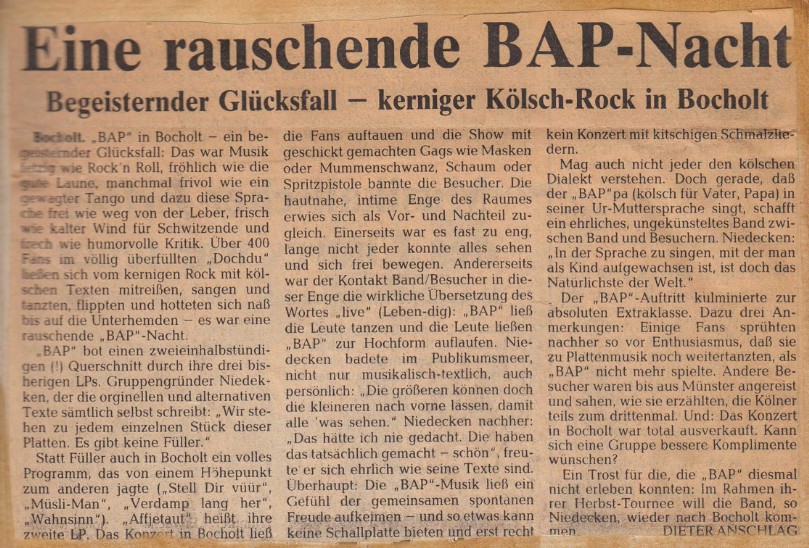 Eine rauschende BAP-Nacht
Begeisternder Glücksfall – kerniger Kölsch-Rock in Bocholt
Bocholt. „BAP" in Bocholt – ein be-
geisternder Glücksfall: Das war Musik
fetzig wie Rock'n Roll, fröhlich wie die
gute Laune, manchmal frivol wie ein
gewagter Tango und dazu diese Spra-
che frei wie weg von der Leber, frisch
wie kalter Wind für Schwitzende und
frech wie humorvolle Kritik. Über 400
Fans im völlig überfüllten „Dochdu"
ließen sich vom kernigen Rock mit köl-
schen Texten mitreißen, sangen und
tanzten, flippten und hotteten sich naß
bis auf die Unterhemden – es war eine
rauschende „BAP"-Nacht.
„BAP" bot einen zweieinhalbstündi-
gen (!) Querschnitt durch ihre drei bis-
herigen LPs. Gruppengründer Niedek-
ken, der die orginellen und alternativen
Texte sämtlich selbst schreibt: „Wir ste-
hen zu jedem einzelnen Stück dieser
Platten. Es gibt keine Füller."
Statt Füller auch in Bocholt ein volles
Programm, das von einem Höhepunkt
zum anderen jagte („Stell Dir vüür",
„Müsli-Man", „Verdamp lang her",
„Wahnsinn"). „Affjetaut" heißt ihre
zweite LP. Das Konzert in Bocholt ließ
die Fans auftauen und die Show mit
geschickt gemachten Gags wie Masken
oder Mummenschwanz, Schaum oder
Spritzpistole bannte die Besucher. Die
hautnahe, intime Enge des Raumes
erwies sich als Vor- und Nachteil zu-
gleich. Einerseits war es fast zu eng,
lange nicht jeder konnte alles sehen
und sich frei bewegen. Andererseits
war der Kontakt Band/Besucher in die-
ser Enge die wirkliche Übersetzung des
Wortes „live" (Leben-dig): „BAP" ließ
die Leute tanzen und die Leute ließen
„BAP" zur Hochform auflaufen. Nie-
decken badete im Publikumsmeer,
nicht nur musikalisch-textlich, auch
persönlich: „Die größeren können doch
die kleineren nach vorne lassen, damit
alle 'was sehen." Niedecken nachher:
„Das hätte ich nie gedacht. Die haben
das tatsächlich gemacht – schön", freu-
te er sich ehrlich wie seine Texte sind.
Überhaupt: Die „BAP"-Musik ließ ein
Gefühl der gemeinsamen spontanen
Freude aufkeimen – und so etwas kann
keine Schallplatte bieten und erst recht
kein Konzert mit kitschigen Schmalzlie-
dern.
Mag auch nicht jeder den kölschen
Dialekt verstehen. Doch gerade, daß
der „BAP"pa (kölsch für Vater, Papa) in
seiner Ur-Muttersprache singt, schafft
ein ehrliches, ungekünsteltes Band zwi-
schen Band und Besuchern. Niedecken:
„In der Sprache zu singen, mit der man
als Kind aufgewachsen ist, ist doch das
Natürlichste der Welt."
Der „BAP"-Auftritt kulminierte zur
absoluten Extraklasse. Dazu drei An-
merkungen: Einige Fans sprühten
nachher so vor Enthusiasmus, daß sie
zu Plattenmusik noch weitertanzten, als
„BAP" nicht mehr spielte. Andere Be-
sucher waren bis aus Münster angereist
und sahen, wie sie erzählten, die Kölner
teils zum drittenmal. Und: Das Konzert
in Bocholt war total ausverkauft. Kann
sich eine Gruppe bessere Komplimente
wünschen?
Ein Trost für die, die „BAP" diesmal
nicht erleben konnten: Im Rahmen ih-
rer Herbst-Tournee will die Band, so
Niedecken, wieder nach Bocholt kom-
men. DIETER ANSCHLAG